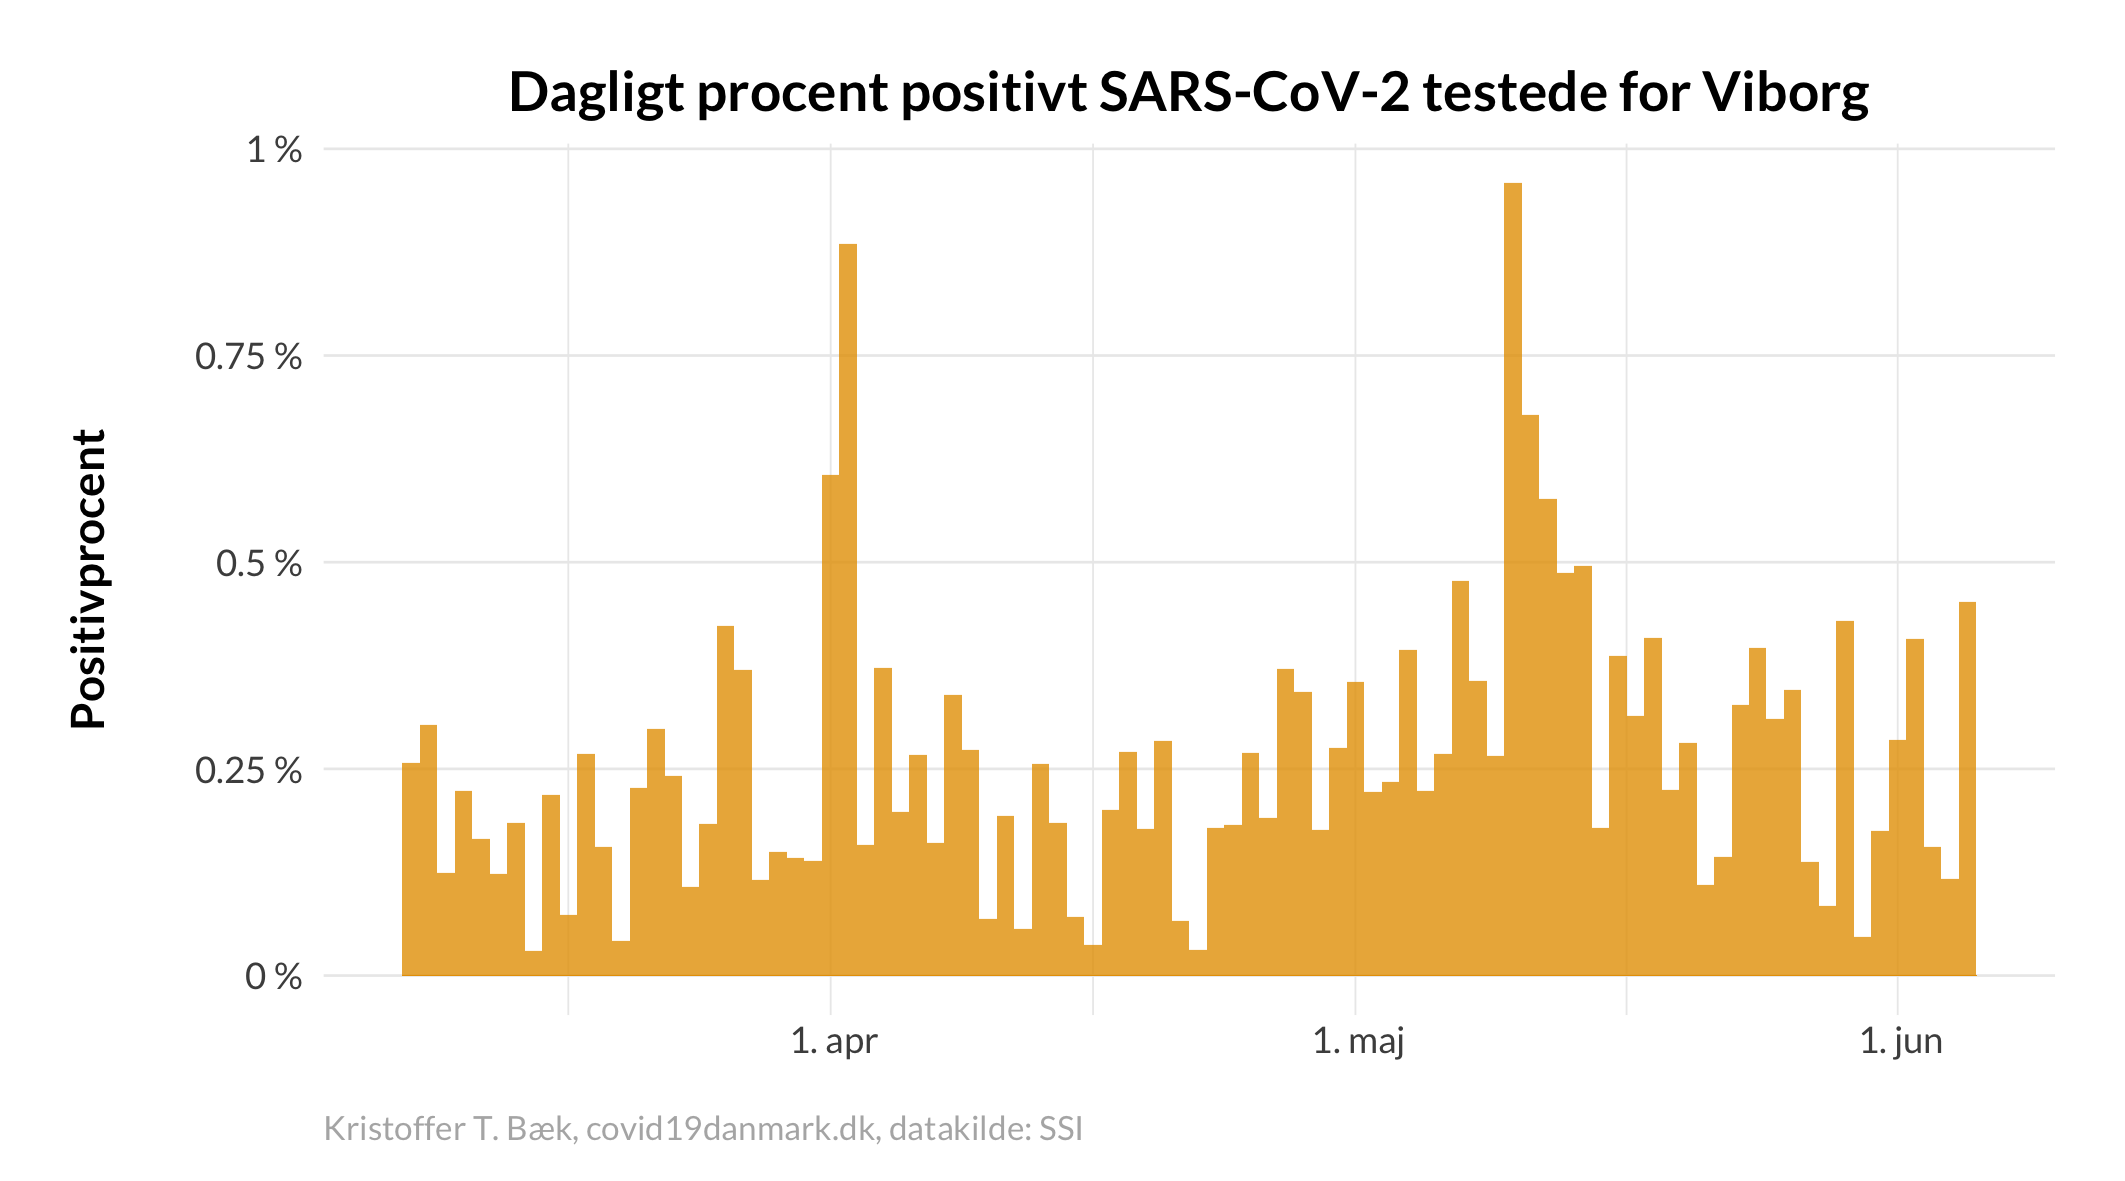 Dagligt procent positivt SARS-CoV-2 testede for Viborg
Positivprocent
1 %
0.75 %
0.5 %
0.25 %
0 %
1. apr
1. maj
1. jun
Kristoffer T. Bæk, covid19danmark.dk, datakilde: SSI